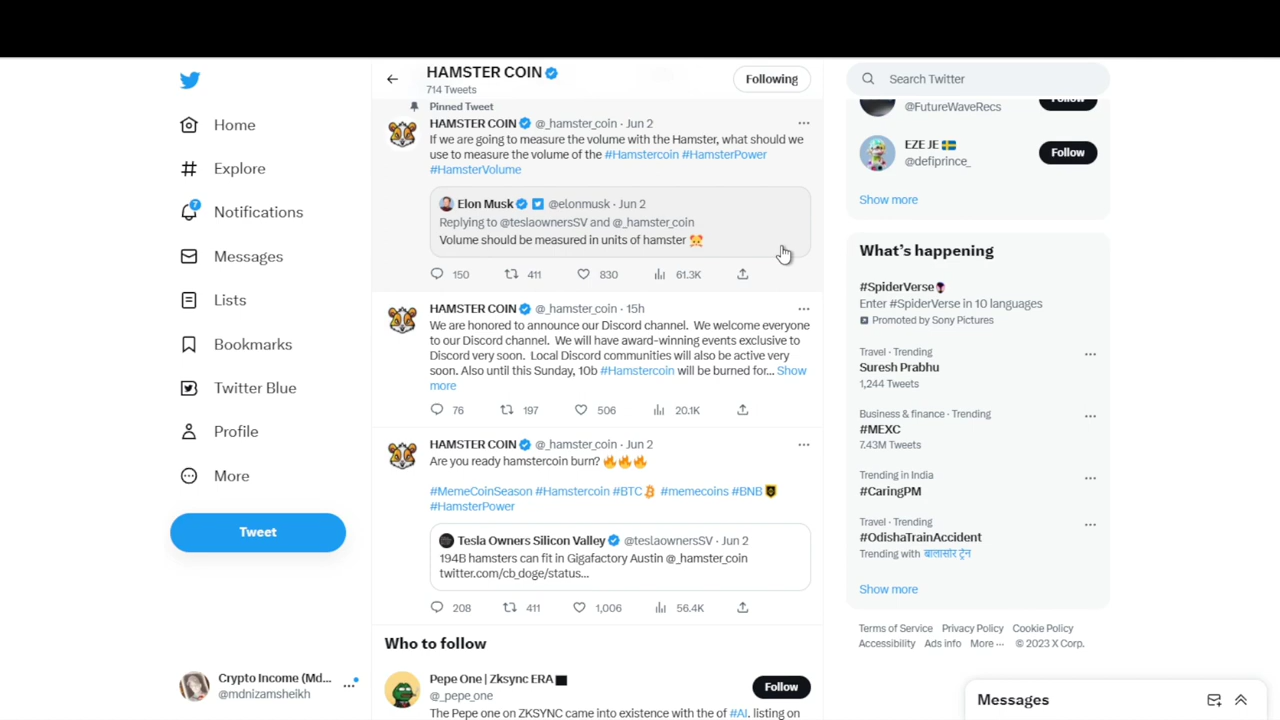 HAMSTER COIN
714 Tweets
Following
Search Twitter
Home
Explore
7
Notifications
Messages
Lists
Bookmarks
Twitter Blue
Profile
More
Tweet
Crypto Income (Md...
@mdnizamsheikh
Pinned Tweet
HAMSTER COIN @_hamster_coin · Jun 2
If we are going to measure the volume with the Hamster, what should we
use to measure the volume of the #Hamstercoin #HamsterPower
#HamsterVolume
Elon Musk @elonmusk · Jun 2
Replying to @teslaownersSV and @_hamster_coin
Volume should be measured in units of hamster 🐹
150 411 830 61.3K
HAMSTER COIN @_hamster_coin · 15h
We are honored to announce our Discord channel. We welcome everyone
to our Discord channel. We will have award-winning events exclusive to
Discord very soon. Local Discord communities will also be active very
soon. Also until this Sunday, 10b #Hamstercoin will be burned for... Show
more
76 197 506 20.1K
HAMSTER COIN @_hamster_coin · Jun 2
Are you ready hamstercoin burn? 🔥🔥🔥
#MemeCoinSeason #Hamstercoin #BTC #memecoins #BNB
#HamsterPower
Tesla Owners Silicon Valley @teslaownersSV · Jun 2
194B hamsters can fit in Gigafactory Austin @_hamster_coin
twitter.com/cb_doge/status...
208 411 1,006 56.4K
Who to follow
Pepe One | Zksync ERA
@_pepe_one
Follow
The Pepe one on ZKSYNC came into existence with the of #AI. listing on
@FutureWaveRecs
Follow
EZE JE 🇸🇪
@defiprince_
Follow
Show more
What's happening
#SpiderVerse
Enter #SpiderVerse in 10 languages
Promoted by Sony Pictures
Travel · Trending
Suresh Prabhu
1,244 Tweets
Business & finance · Trending
#MEXC
7.43M Tweets
Trending in India
#CaringPM
Travel · Trending
#OdishaTrainAccident
Trending with बालासोर ट्रेन
Show more
Terms of Service Privacy Policy Cookie Policy
Accessibility Ads info More ··· © 2023 X Corp.
Messages